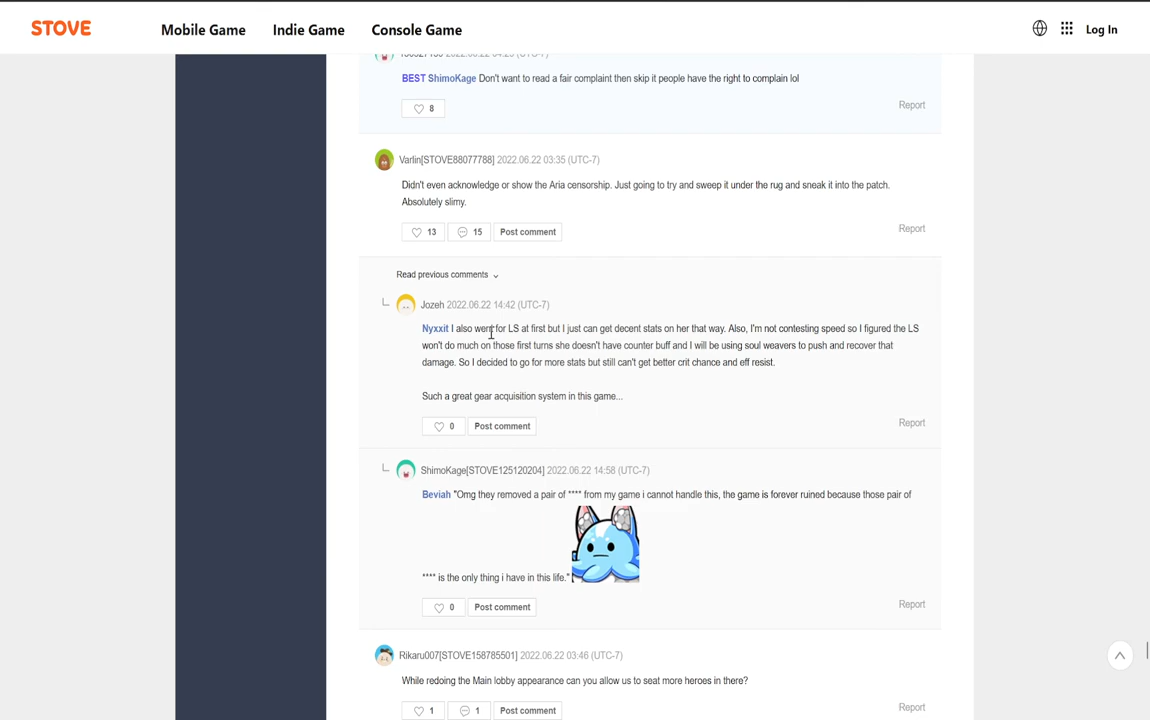 STOVE
Mobile Game
Indie Game
Console Game
Log In
BEST ShimoKage Don't want to read a fair complaint then skip it people have the right to complain lol
8
Report
Varlin[STOVE88077788] 2022.06.22 03:35 (UTC-7)
Didn't even acknowledge or show the Aria censorship. Just going to try and sweep it under the rug and sneak it into the patch.
Absolutely slimy.
13
15
Post comment
Report
Read previous comments
Jozeh 2022.06.22 14:42 (UTC-7)
Nyxxit I also went for LS at first but I just can get decent stats on her that way. Also, I'm not contesting speed so I figured the LS
won't do much on those first turns she doesn't have counter buff and I will be using soul weavers to push and recover that
damage. So I decided to go for more stats but still can't get better crit chance and eff resist.
Such a great gear acquisition system in this game...
0
Post comment
Report
ShimoKage[STOVE125120204] 2022.06.22 14:58 (UTC-7)
Beviah "Omg they removed a pair of **** from my game i cannot handle this, the game is forever ruined because those pair of
**** is the only thing i have in this life."
0
Post comment
Report
Rikaru007[STOVE158785501] 2022.06.22 03:46 (UTC-7)
While redoing the Main lobby appearance can you allow us to seat more heroes in there?
1
1
Post comment
Report